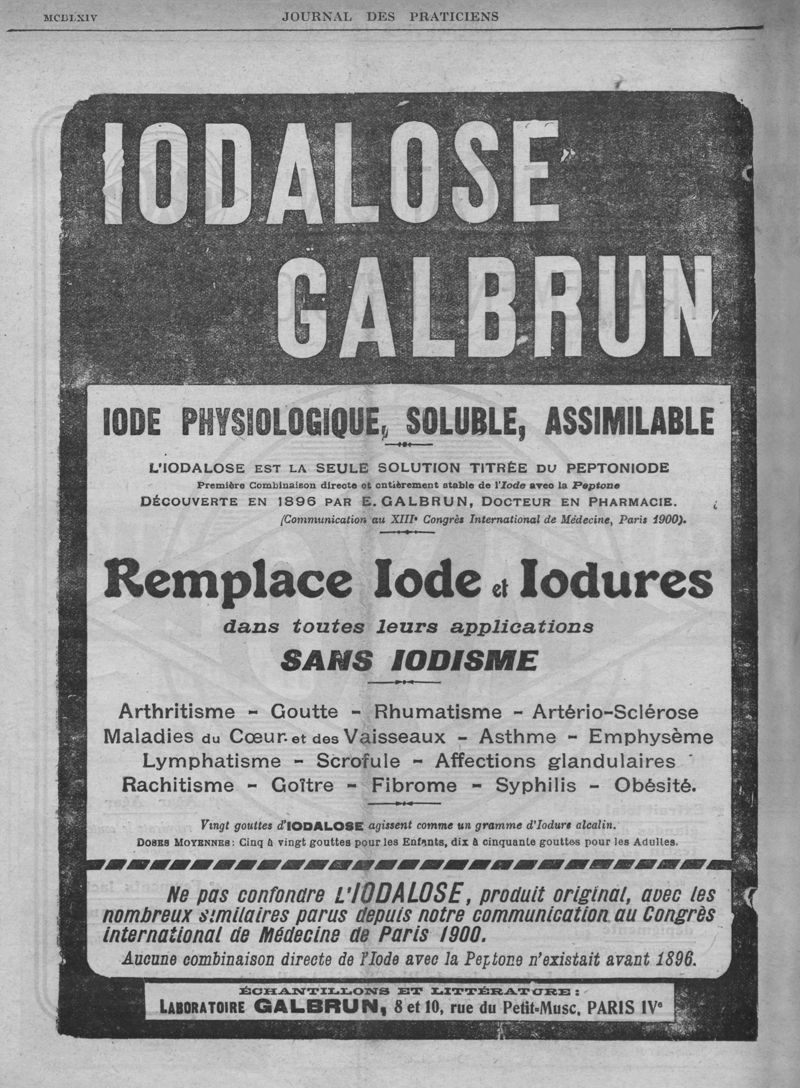 MCDLXIV
JOURNAL DES PRATICIENS
IODALOSE
GALBRUN
IODE PHYSIOLOGIQUE, SOLUBLE, ASSIMILABLE
L'IODALOSE EST LA SEULE SOLUTION TITRÉE DU PEPTONIODE
Première Combinaison directe et entièrement stable de l'Iode avec la Peptone
DÉCOUVERTE EN 1896 PAR E. GALBRUN, DOCTEUR EN PHARMACIE.
(Communication au XIIIe Congrès International de Médecine, Paris 1900).
Remplace Iode et Iodures
dans toutes leurs applications
SANS IODISME
Arthritisme - Goutte - Rhumatisme - Artério-Sclérose
Maladies du Cœur et des Vaisseaux - Asthme - Emphysème
Lymphatisme - Scrofule - Affections glandulaires
Rachitisme - Goître - Fibrome - Syphilis - Obésité.
Vingt gouttes d'IODALOSE agissent comme un gramme d'Iodure alcalin.
DOSES MOYENNES: Cinq à vingt gouttes pour les Enfants, dix à cinquante gouttes pour les Adultes.
Ne pas confondre L'IODALOSE, produit original, avec les
nombreux similaires parus depuis notre communication au Congrès
international de Médecine de Paris 1900.
Aucune combinaison directe de l'Iode avec la Peptone n'existait avant 1896.
ÉCHANTILLONS ET LITTÉRATURE:
LABORATOIRE GALBRUN, 8 et 10, rue du Petit-Musc, PARIS IVe